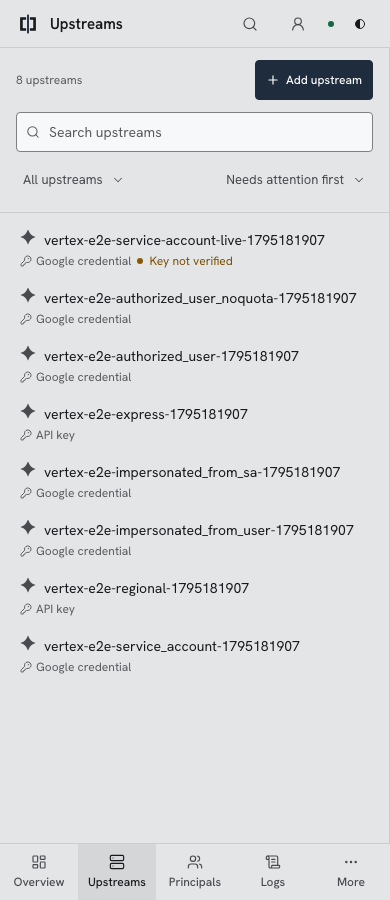 Upstreams
8 upstreams
Add upstream
Search upstreams
All upstreams
Needs attention first
vertex-e2e-service-account-live-1795181907
Google credential
Key not verified
vertex-e2e-authorized_user_noquota-1795181907
Google credential
vertex-e2e-authorized_user-1795181907
Google credential
vertex-e2e-express-1795181907
API key
vertex-e2e-impersonated_from_sa-1795181907
Google credential
vertex-e2e-impersonated_from_user-1795181907
Google credential
vertex-e2e-regional-1795181907
API key
vertex-e2e-service_account-1795181907
Google credential
Overview
Upstreams
Principals
Logs
More